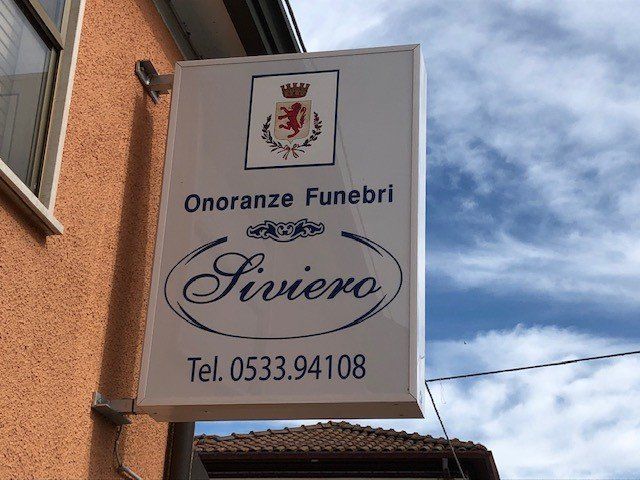 Onoranze Funebri
Siviero
Tel. 0533.94108